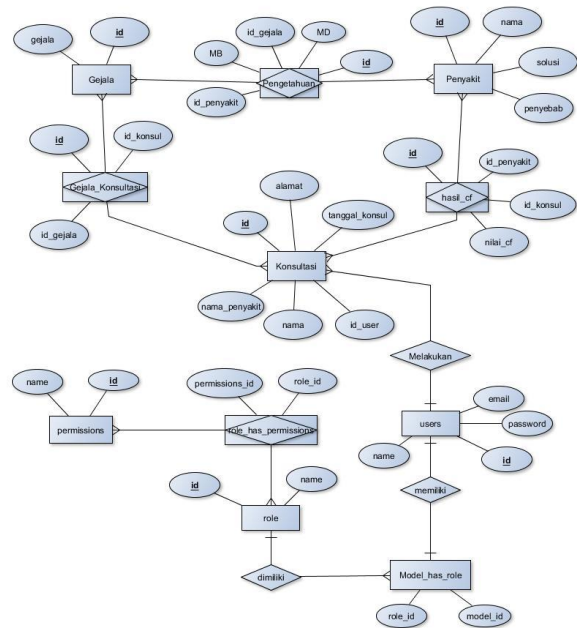 gejala
id
id_gejala
MD
MB
id
id
nama
solusi
Gejala
Pengetahuan
Penyakit
id_penyakit
penyebab
id
id_konsul
id
id_penyakit
Gejala_Konsultasi
hasil_cf
alamat
id_konsul
id
tanggal_konsul
id_gejala
nilai_cf
Konsultasi
nama_penyakit
nama
id_user
Melakukan
name
id
permissions_id
role_id
email
permissions
role_has_permissions
users
password
name
id
id
name
memiliki
role
dimiliki
Model_has_role
role_id
model_id